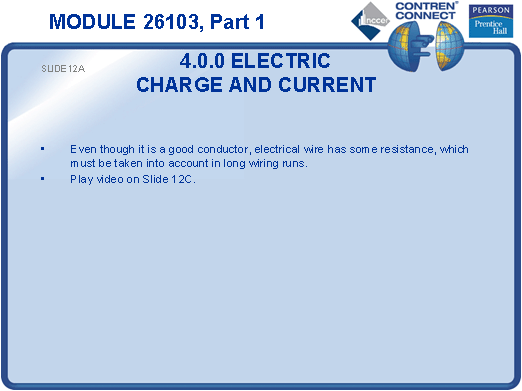 MODULE 26103, Part 1
nccer
CONTREN®
CONNECT
PEARSON
Prentice
Hall
SLIDE 12A
4.0.0 ELECTRIC
CHARGE AND CURRENT
• Even though it is a good conductor, electrical wire has some resistance, which
must be taken into account in long wiring runs.
• Play video on Slide 12C.